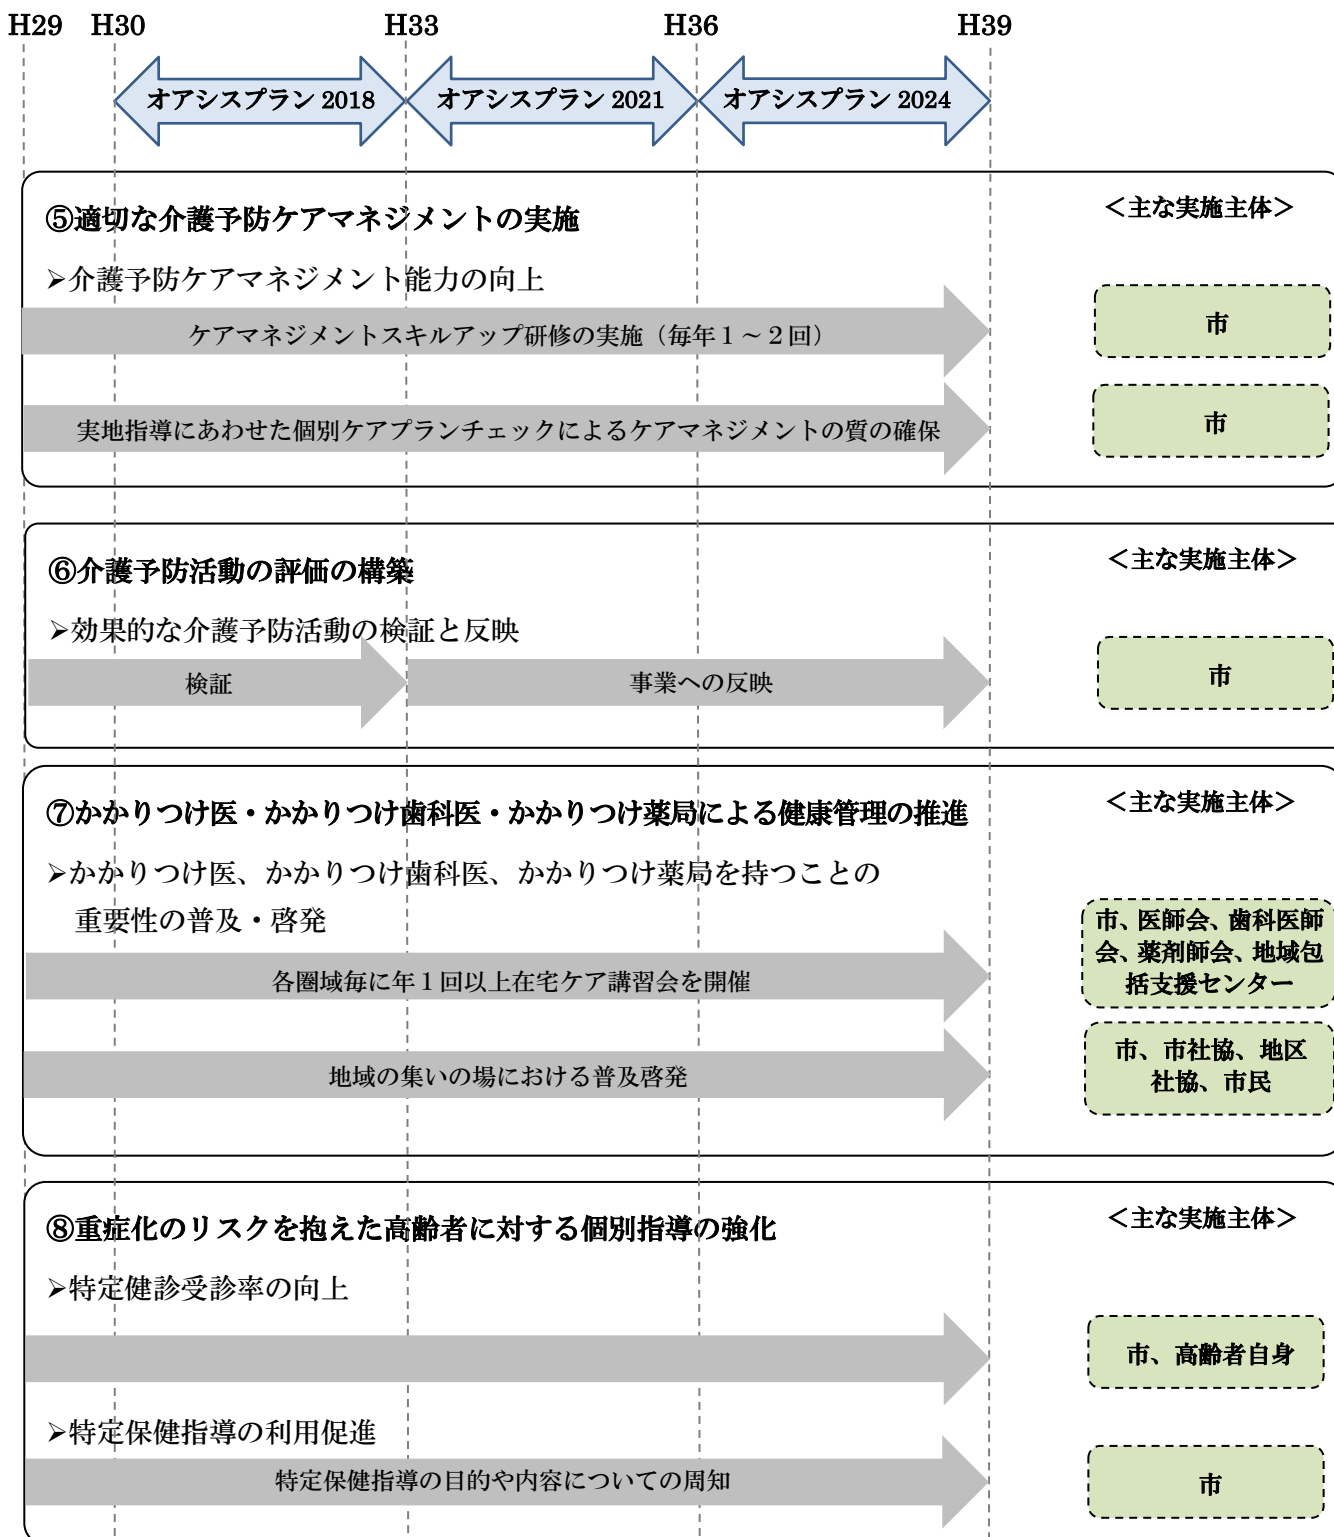 H29 H30 H33 H36 H39
オアシスプラン 2018 オアシスプラン 2021 オアシスプラン 2024
⑤適切な介護予防ケアマネジメントの実施
＜主な実施主体＞
➢介護予防ケアマネジメント能力の向上
ケアマネジメントスキルアップ研修の実施（毎年１～２回）
市
実地指導にあわせた個別ケアプランチェックによるケアマネジメントの質の確保
市
⑥介護予防活動の評価の構築
＜主な実施主体＞
➢効果的な介護予防活動の検証と反映
検証
事業への反映
市
⑦かかりつけ医・かかりつけ歯科医・かかりつけ薬局による健康管理の推進
＜主な実施主体＞
➢かかりつけ医、かかりつけ歯科医、かかりつけ薬局を持つことの
重要性の普及・啓発
各圏域毎に年１回以上在宅ケア講習会を開催
市、医師会、歯科医師
会、薬剤師会、地域包
括支援センター
地域の集いの場における普及啓発
市、市社協、地区
社協、市民
⑧重症化のリスクを抱えた高齢者に対する個別指導の強化
＜主な実施主体＞
➢特定健診受診率の向上
市、高齢者自身
➢特定保健指導の利用促進
特定保健指導の目的や内容についての周知
市